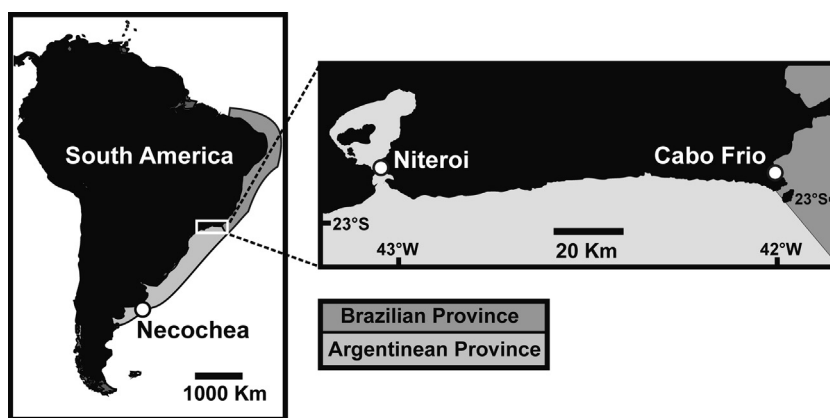 South America
Necochea
1000 Km
Niteroi
Cabo Frio
23°S
23°S
43°W
20 Km
42°W
Brazilian Province
Argentinean Province